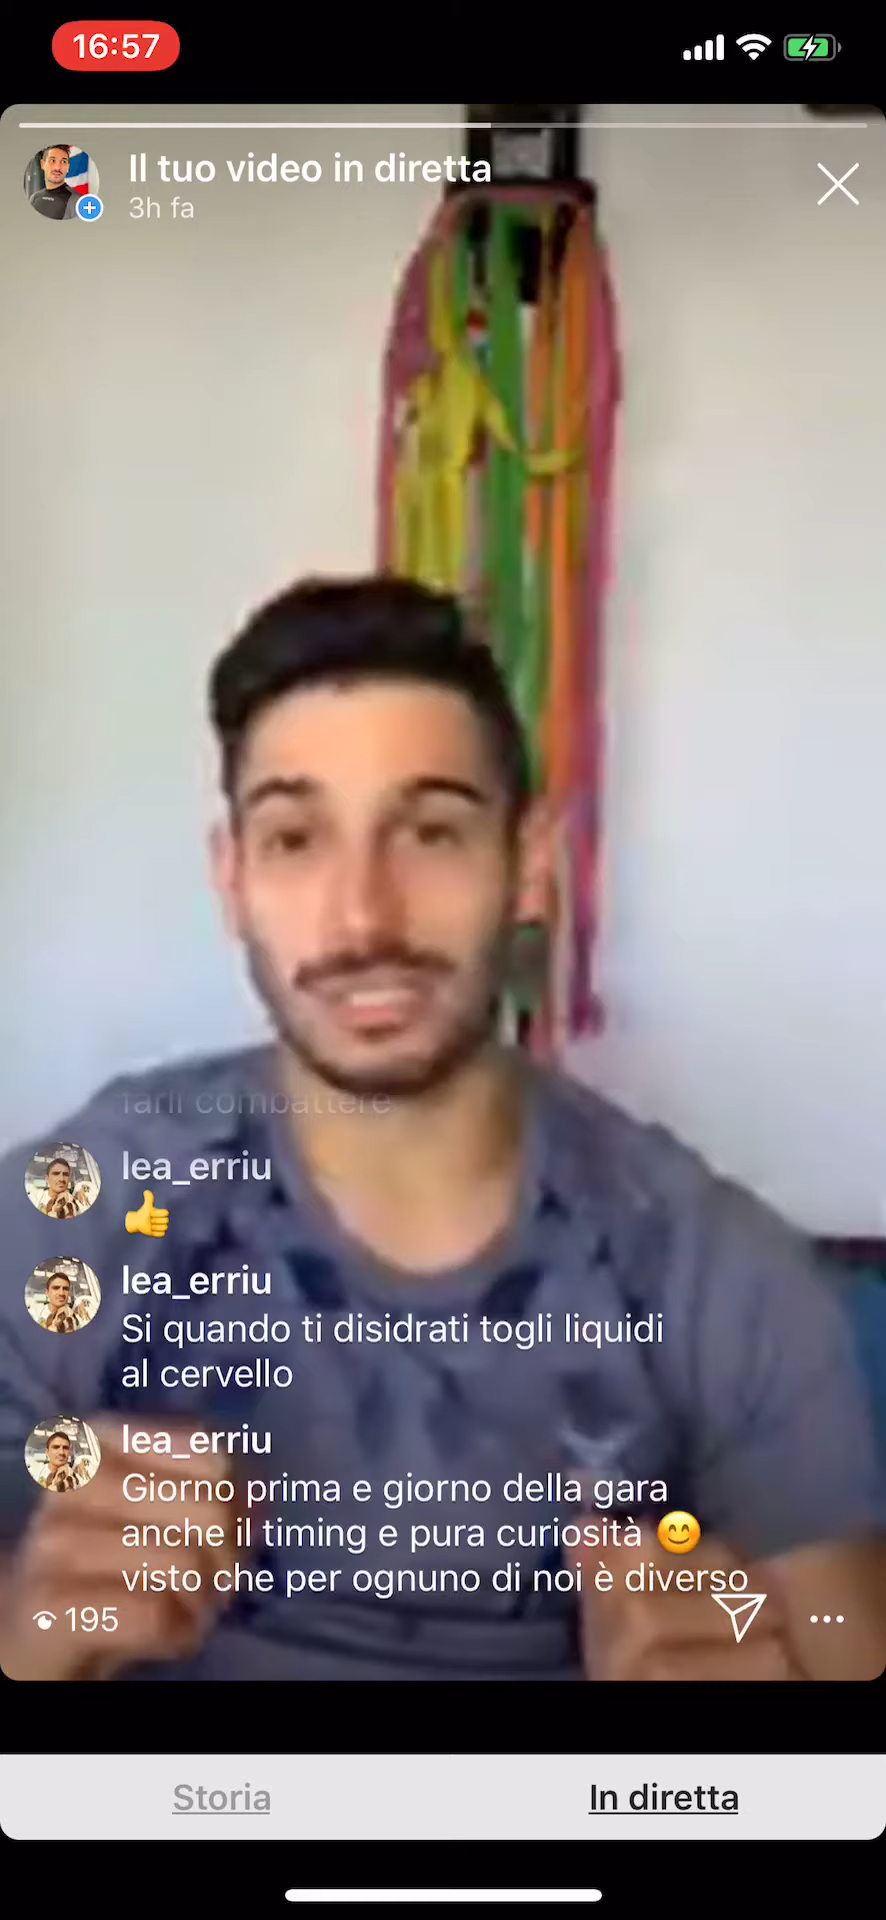 16:57
Il tuo video in diretta
3h fa
farli combattere
lea_erriu
👍
lea_erriu
Si quando ti disidrati togli liquidi
al cervello
lea_erriu
Giorno prima e giorno della gara
anche il timing e pura curiosità 😊
visto che per ognuno di noi è diverso
195
Storia
In diretta